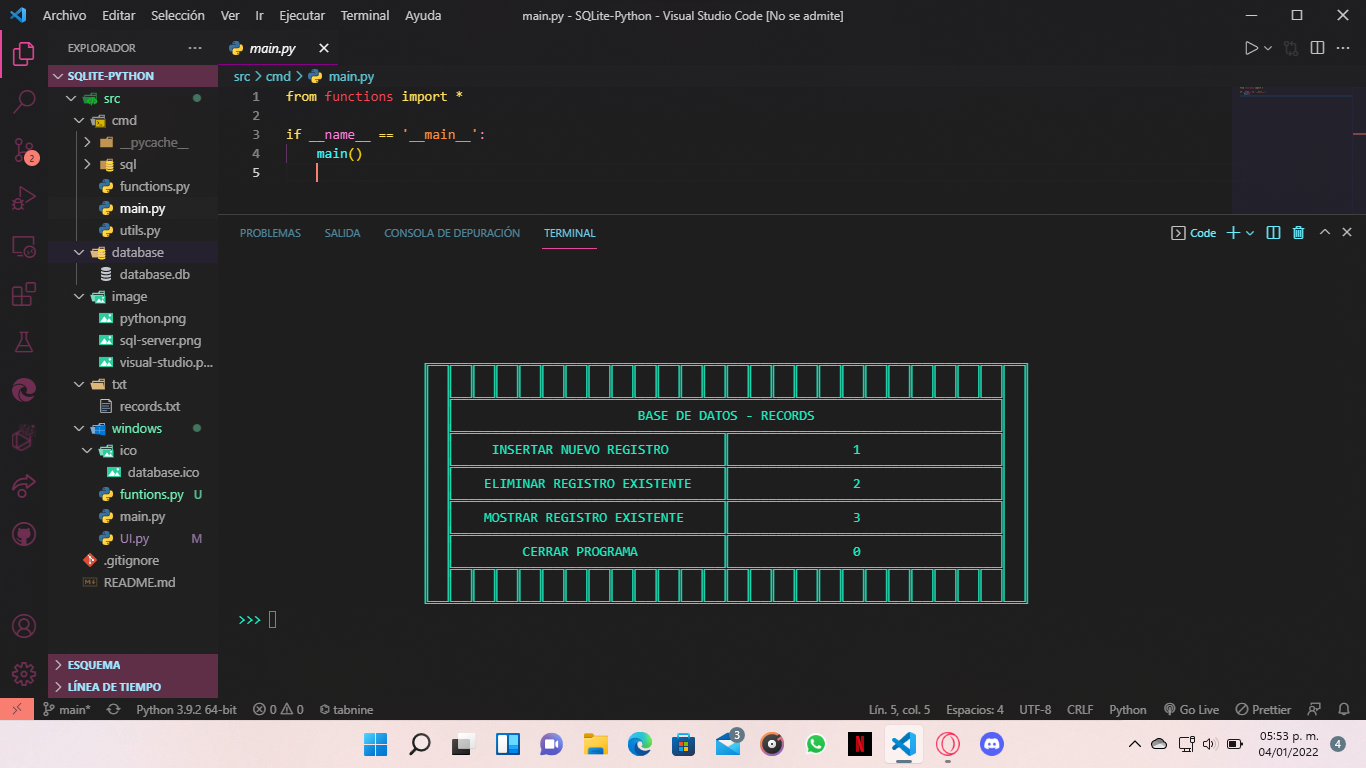 Archivo Editar Selección Ver Ir Ejecutar Terminal Ayuda
main.py - SQLite-Python - Visual Studio Code [No se admite]
EXPLORADOR
SQLITE-PYTHON
src
cmd
__pycache__
sql
functions.py
main.py
utils.py
database
database.db
image
python.png
sql-server.png
visual-studio.p...
txt
records.txt
windows
ico
database.ico
funtions.py U
main.py
UI.py M
.gitignore
README.md
ESQUEMA
LÍNEA DE TIEMPO
2
main.py
src > cmd > main.py
1 from functions import *
2
3 if __name__ == '__main__':
4 main()
5
PROBLEMAS SALIDA CONSOLA DE DEPURACIÓN TERMINAL
Code
BASE DE DATOS - RECORDS
INSERTAR NUEVO REGISTRO 1
ELIMINAR REGISTRO EXISTENTE 2
MOSTRAR REGISTRO EXISTENTE 3
CERRAR PROGRAMA 0
>>>
main* Python 3.9.2 64-bit 0 0 tabnine
Lín. 5, col. 5 Espacios: 4 UTF-8 CRLF Python Go Live Prettier
3
N
05:53 p. m.
04/01/2022
4